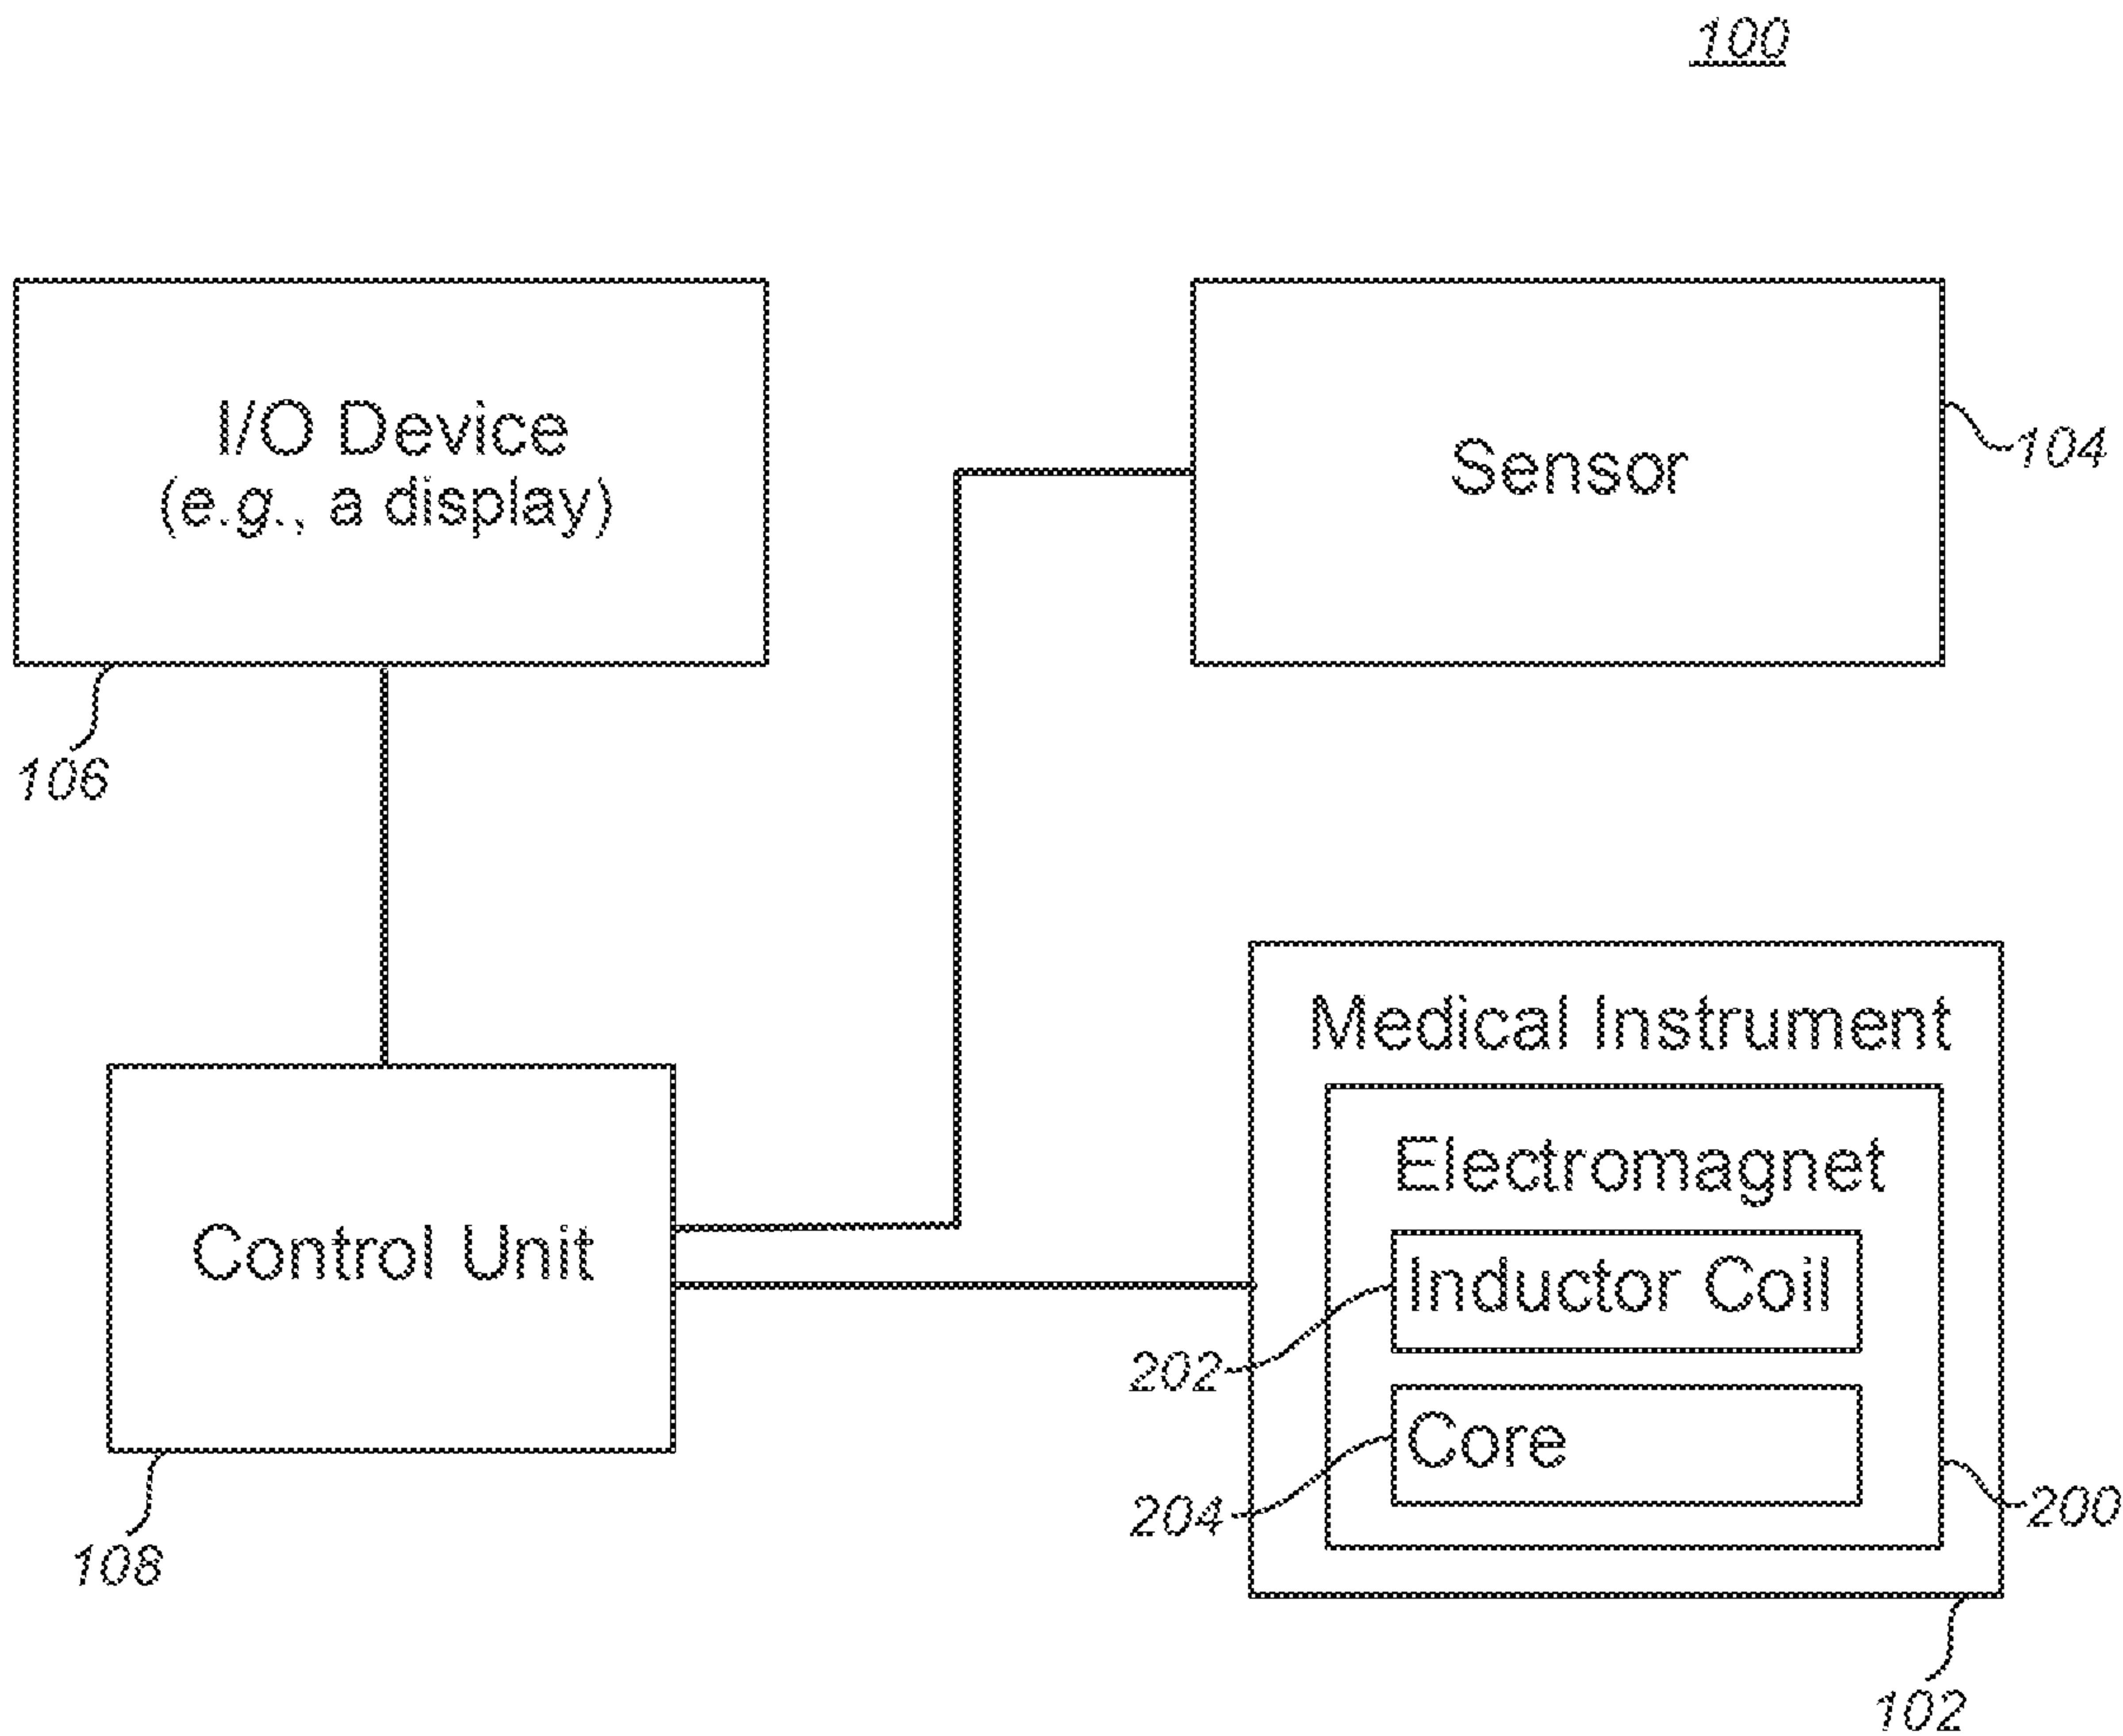 100
I/O Device
(e.g., a display)
106
Sensor
104
Control Unit
108
Medical Instrument
Electromagnet
Inductor Coil
202
Core
204
200
102